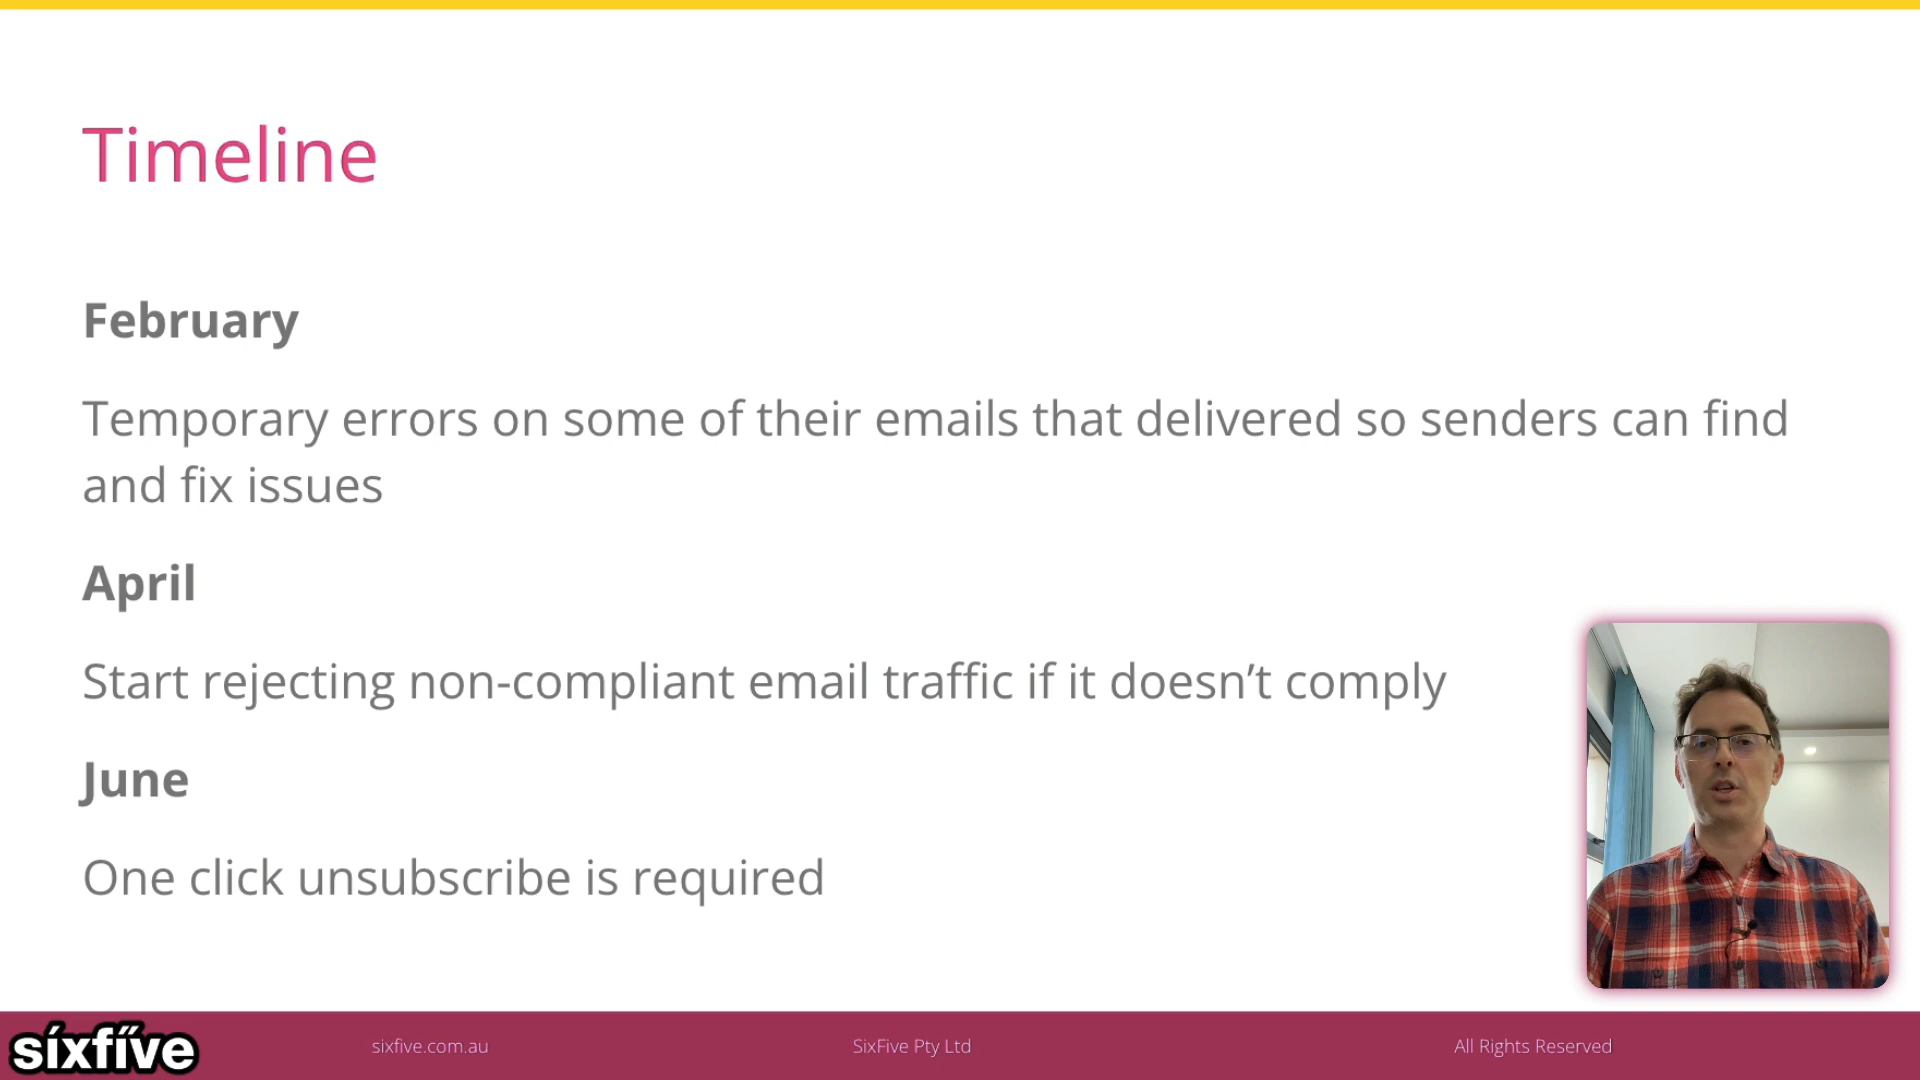 Timeline
February
Temporary errors on some of their emails that delivered so senders can find
and fix issues
April
Start rejecting non-compliant email traffic if it doesn’t comply
June
One click unsubscribe is required
síxfíve
sixfive.com.au
SixFive Pty Ltd
All Rights Reserved